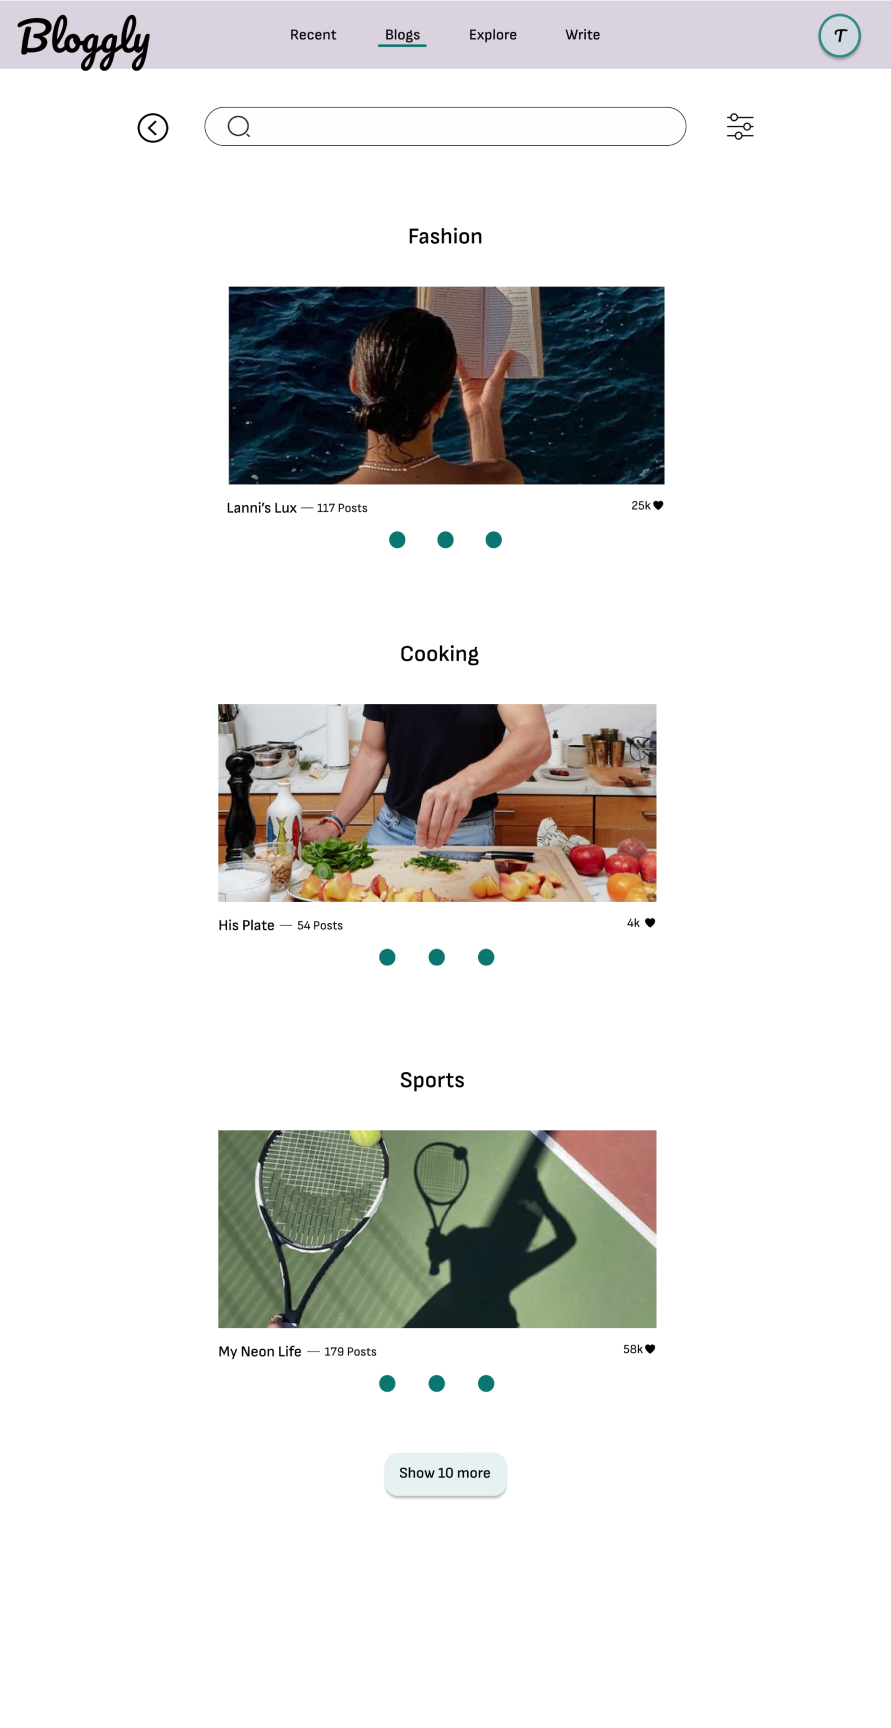 Bloggly
Recent Blogs Explore Write
T
Fashion
Lanni's Lux — 117 Posts 25k
Cooking
His Plate — 54 Posts 4k
Sports
My Neon Life — 179 Posts 58k
Show 10 more